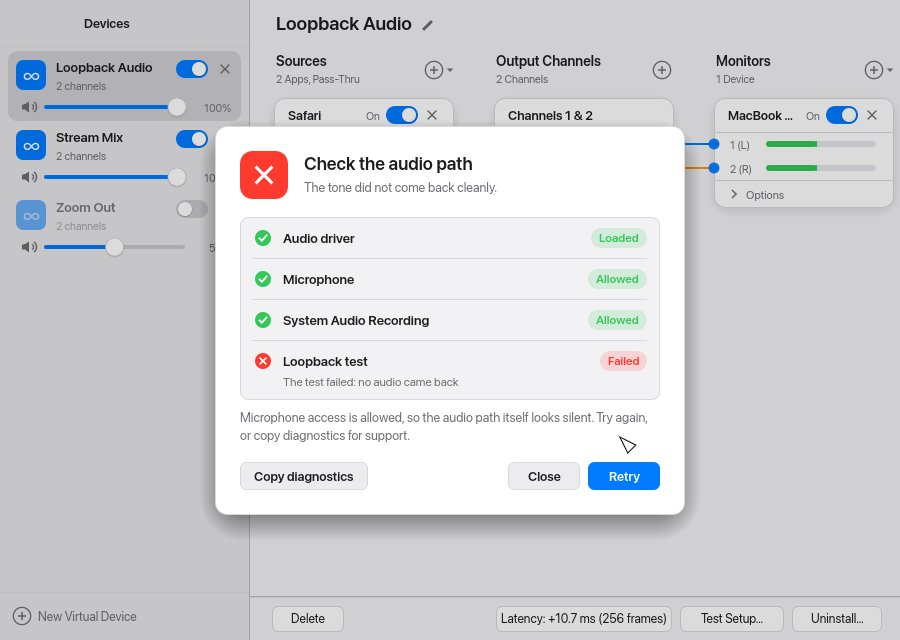 Devices
Loopback Audio
2 channels
100%
Stream Mix
2 channels
10
Zoom Out
2 channels
5
New Virtual Device
Loopback Audio
Sources
2 Apps, Pass-Thru
Output Channels
2 Channels
Monitors
1 Device
Safari
On
Channels 1 & 2
MacBook ...
On
1 (L)
2 (R)
Options
Check the audio path
The tone did not come back cleanly.
Audio driver
Loaded
Microphone
Allowed
System Audio Recording
Allowed
Loopback test
Failed
The test failed: no audio came back
Microphone access is allowed, so the audio path itself looks silent. Try again,
or copy diagnostics for support.
Copy diagnostics
Close
Retry
Delete
Latency: +10.7 ms (256 frames)
Test Setup...
Uninstall...